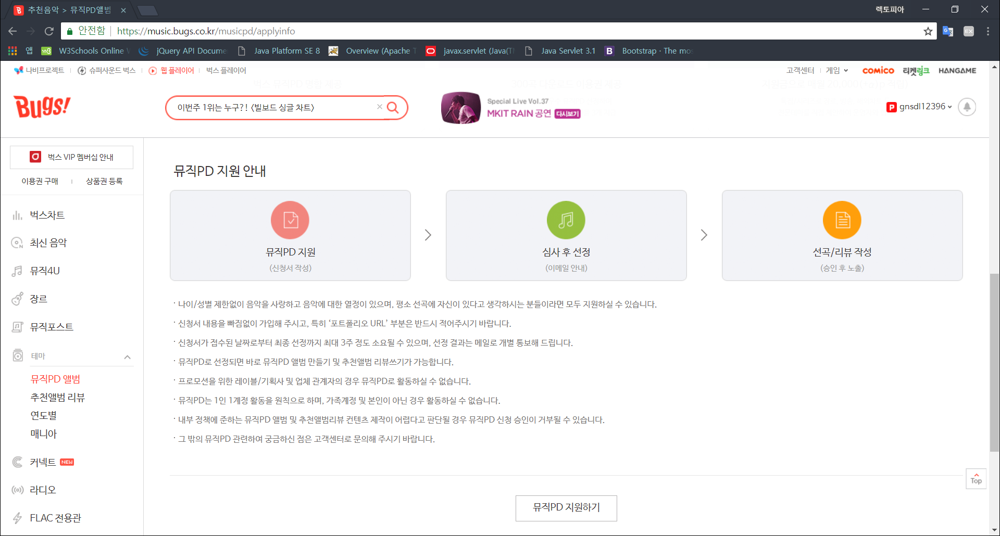 추천음악 > 뮤직PD앨범
렉토피아
안전함 https://music.bugs.co.kr/musicpd/applyinfo
앱 W3Schools Online jQuery API Docume Java Platform SE 8 Overview (Apache javax.servlet (Java(T Java Servlet 3.1 B Bootstrap · The mos
나비프로젝트 슈퍼사운드 벅스 웹 플레이어 벅스 플레이어 고객센터 게임 comico 티켓링크 HANGAME
벅스 뮤직PD 명함 제공
Bugs!
이번주 1위는 누구?! <빌보드 싱글 차트>
Special Live Vol.37
MKIT RAIN 공연 다시보기
gnsdl12396
벅스 VIP 멤버십 안내
이용권 구매 상품권 등록
벅스차트
최신 음악
뮤직4U
장르
뮤직포스트
테마
뮤직PD 앨범
추천앨범 리뷰
연도별
매니아
커넥트 NEW
라디오
FLAC 전용관
뮤직PD 지원 안내
뮤직PD 지원
(신청서 작성)
심사 후 선정
(이메일 안내)
선곡/리뷰 작성
(승인 후 노출)
· 나이/성별 제한없이 음악을 사랑하고 음악에 대한 열정이 있으며, 평소 선곡에 자신이 있다고 생각하시는 분들이라면 모두 지원하실 수 있습니다.
· 신청서 내용을 빠짐없이 가입해 주시고, 특히 ‘포트폴리오 URL’ 부분은 반드시 적어주시기 바랍니다.
· 신청서가 접수된 날짜로부터 최종 선정까지 최대 3주 정도 소요될 수 있으며, 선정 결과는 메일로 개별 통보해 드립니다.
· 뮤직PD로 선정되면 바로 뮤직PD 앨범 만들기 및 추천앨범 리뷰쓰기가 가능합니다.
· 프로모션을 위한 레이블/기획사 및 업체 관계자의 경우 뮤직PD로 활동하실 수 없습니다.
· 뮤직PD는 1인 1계정 활동을 원칙으로 하며, 가족계정 및 본인이 아닌 경우 활동하실 수 없습니다.
· 내부 정책에 준하는 뮤직PD 앨범 및 추천앨범리뷰 컨텐츠 제작이 어렵다고 판단될 경우 뮤직PD 신청 승인이 거부될 수 있습니다.
· 그 밖의 뮤직PD 관련하여 궁금하신 점은 고객센터로 문의해 주시기 바랍니다.
Top
뮤직PD 지원하기